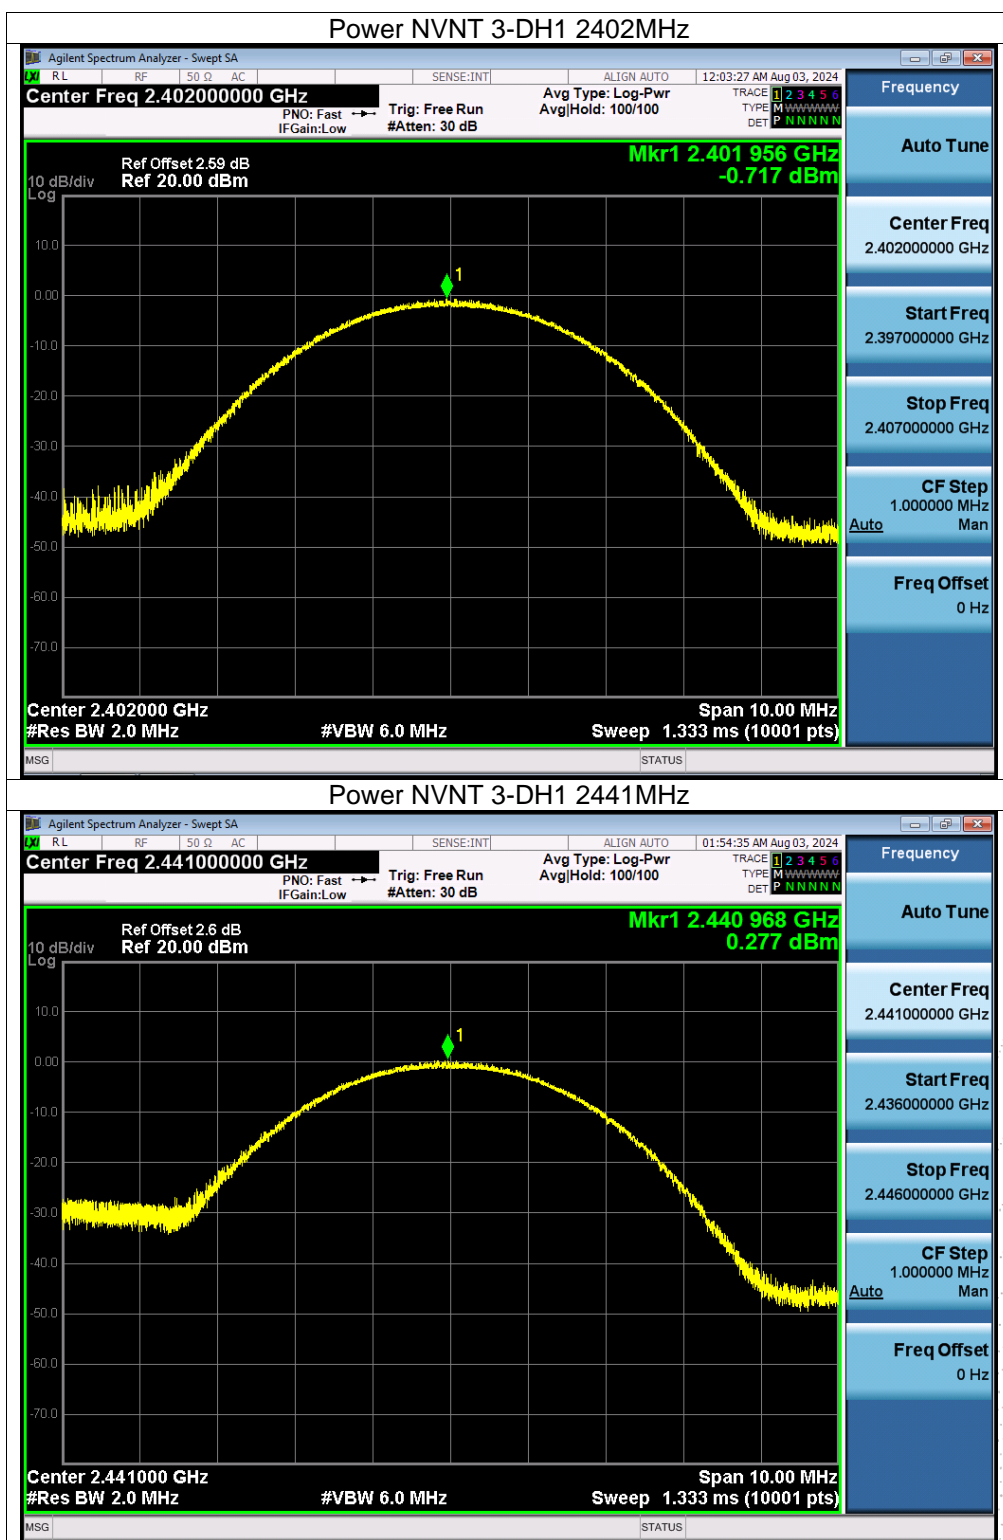 Power NVNT 3-DH1 2402MHz
Agilent Spectrum Analyzer - Swept SA
LXI RL RF 50 Ω AC SENSE:INT ALIGN AUTO 12:03:27 AM Aug 03, 2024
Center Freq 2.402000000 GHz
PNO: Fast
IFGain:Low
Trig: Free Run
#Atten: 30 dB
Avg Type: Log-Pwr
Avg|Hold: 100/100
TRACE 1 2 3 4 5 6
TYPE M WWWWW
DET P N N N N N
Frequency
Auto Tune
Center Freq
2.402000000 GHz
Start Freq
2.397000000 GHz
Stop Freq
2.407000000 GHz
CF Step
1.000000 MHz
Auto Man
Freq Offset
0 Hz
Mkr1 2.401 956 GHz
-0.717 dBm
Ref Offset 2.59 dB
10 dB/div Ref 20.00 dBm
Log
10.0
0.00
-10.0
-20.0
-30.0
-40.0
-50.0
-60.0
-70.0
1
Center 2.402000 GHz Span 10.00 MHz
#Res BW 2.0 MHz #VBW 6.0 MHz Sweep 1.333 ms (10001 pts)
MSG STATUS
Power NVNT 3-DH1 2441MHz
Agilent Spectrum Analyzer - Swept SA
LXI RL RF 50 Ω AC SENSE:INT ALIGN AUTO 01:54:35 AM Aug 03, 2024
Center Freq 2.441000000 GHz
PNO: Fast
IFGain:Low
Trig: Free Run
#Atten: 30 dB
Avg Type: Log-Pwr
Avg|Hold: 100/100
TRACE 1 2 3 4 5 6
TYPE M WWWWW
DET P N N N N N
Frequency
Auto Tune
Center Freq
2.441000000 GHz
Start Freq
2.436000000 GHz
Stop Freq
2.446000000 GHz
CF Step
1.000000 MHz
Auto Man
Freq Offset
0 Hz
Mkr1 2.440 968 GHz
0.277 dBm
Ref Offset 2.6 dB
10 dB/div Ref 20.00 dBm
Log
10.0
0.00
-10.0
-20.0
-30.0
-40.0
-50.0
-60.0
-70.0
1
Center 2.441000 GHz Span 10.00 MHz
#Res BW 2.0 MHz #VBW 6.0 MHz Sweep 1.333 ms (10001 pts)
MSG STATUS